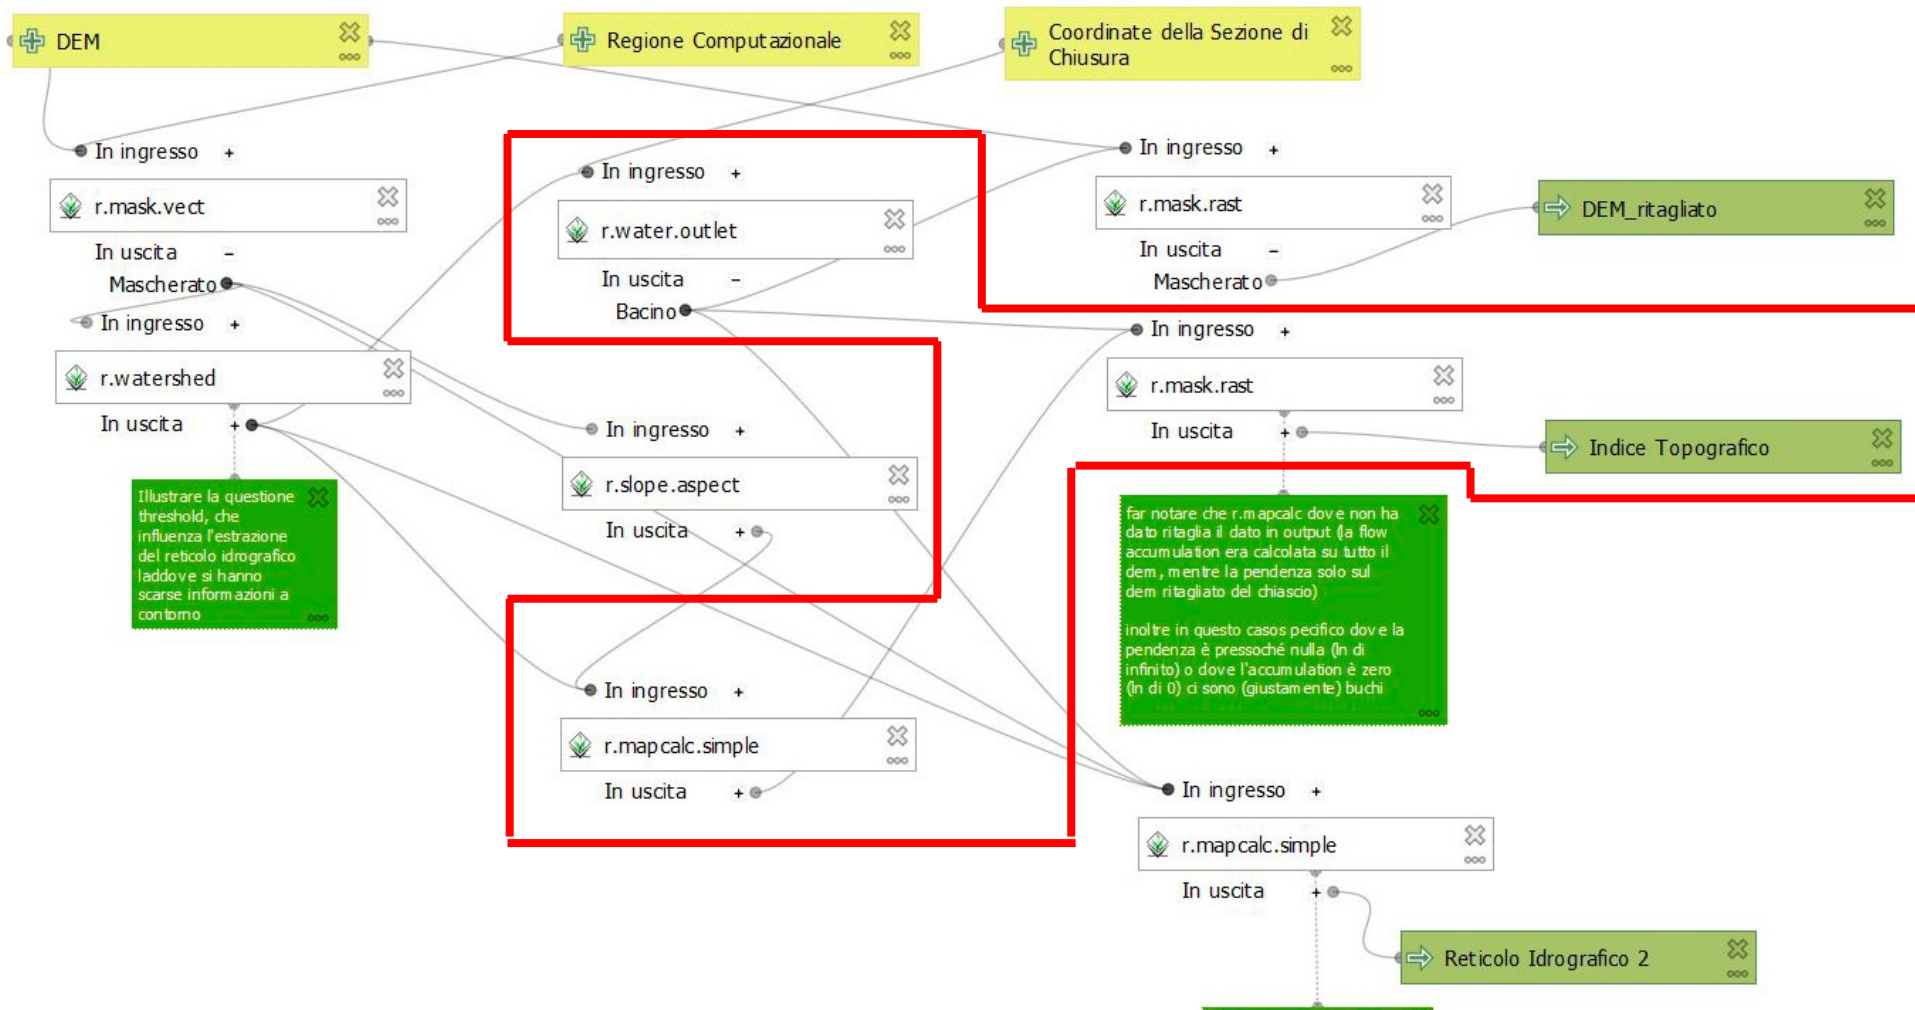 DEM
Regione Computazionale
Coordinate della Sezione di
Chiusura
In ingresso +
r.mask.vect
In uscita -
Mascherato
In ingresso +
r.watershed
In uscita +
Illustrare la questione
threshold, che
influenza l'estrazione
del reticolo idrografico
laddove si hanno
scarse informazioni a
contorno
In ingresso +
r.water.outlet
In uscita -
Bacino
In ingresso +
r.slope.aspect
In uscita +
In ingresso +
r.mapcalc.simple
In uscita +
In ingresso +
r.mask.rast
In uscita -
Mascherato
DEM_ritagliato
In ingresso +
r.mask.rast
In uscita +
Indice Topografico
far notare che r.mapcalc dove non ha
dato ritaglia il dato in output (la flow
accumulation era calcolata su tutto il
dem, mentre la pendenza solo sul
dem ritagliato del chiascio)
inoltre in questo casos pecifico dove la
pendenza è pressoché nulla (ln di
infinito) o dove l'accumulation è zero
(ln di 0) ci sono (giustamente) buchi
In ingresso +
r.mapcalc.simple
In uscita +
Reticolo Idrografico 2